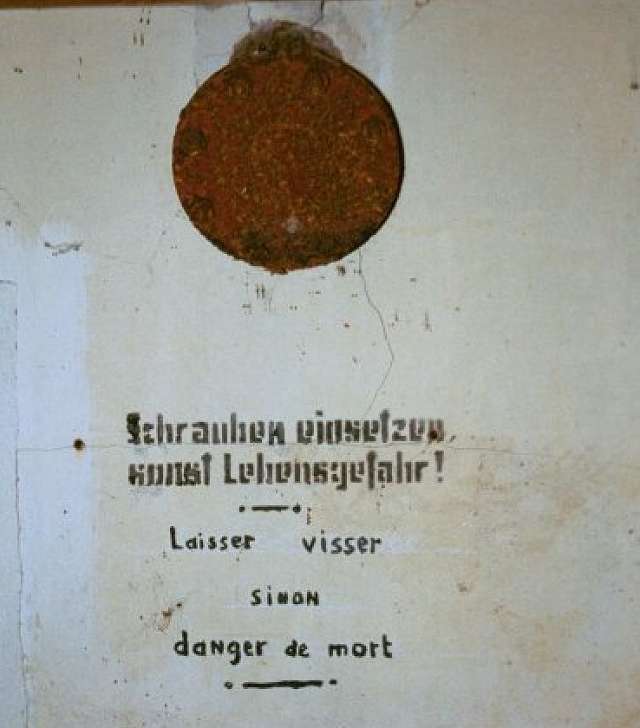 Schrauben einsetzen,
sonst Lebensgefahr!
Laisser visser
sinon
danger de mort